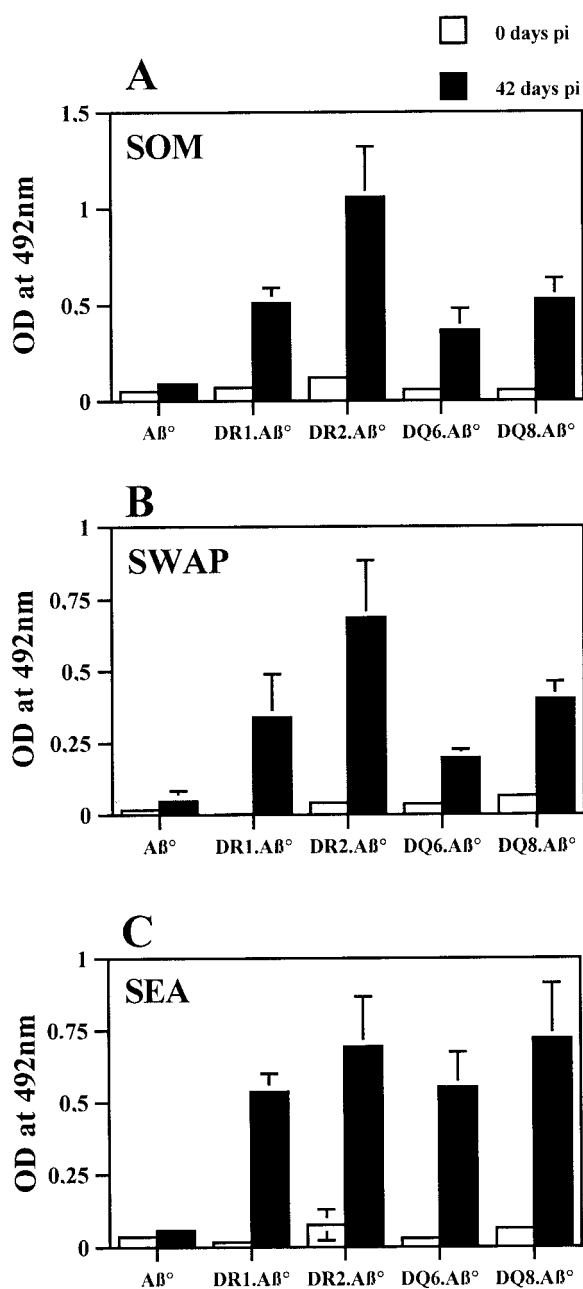 0 days pi
42 days pi
A
SOM
OD at 492nm
1.5
1
0.5
0
Aß° DR1.Aß° DR2.Aß° DQ6.Aß° DQ8.Aß°
B
SWAP
OD at 492nm
1
0.75
0.5
0.25
0
Aß° DR1.Aß° DR2.Aß° DQ6.Aß° DQ8.Aß°
C
SEA
OD at 492nm
1
0.75
0.5
0.25
0
Aß° DR1.Aß° DR2.Aß° DQ6.Aß° DQ8.Aß°